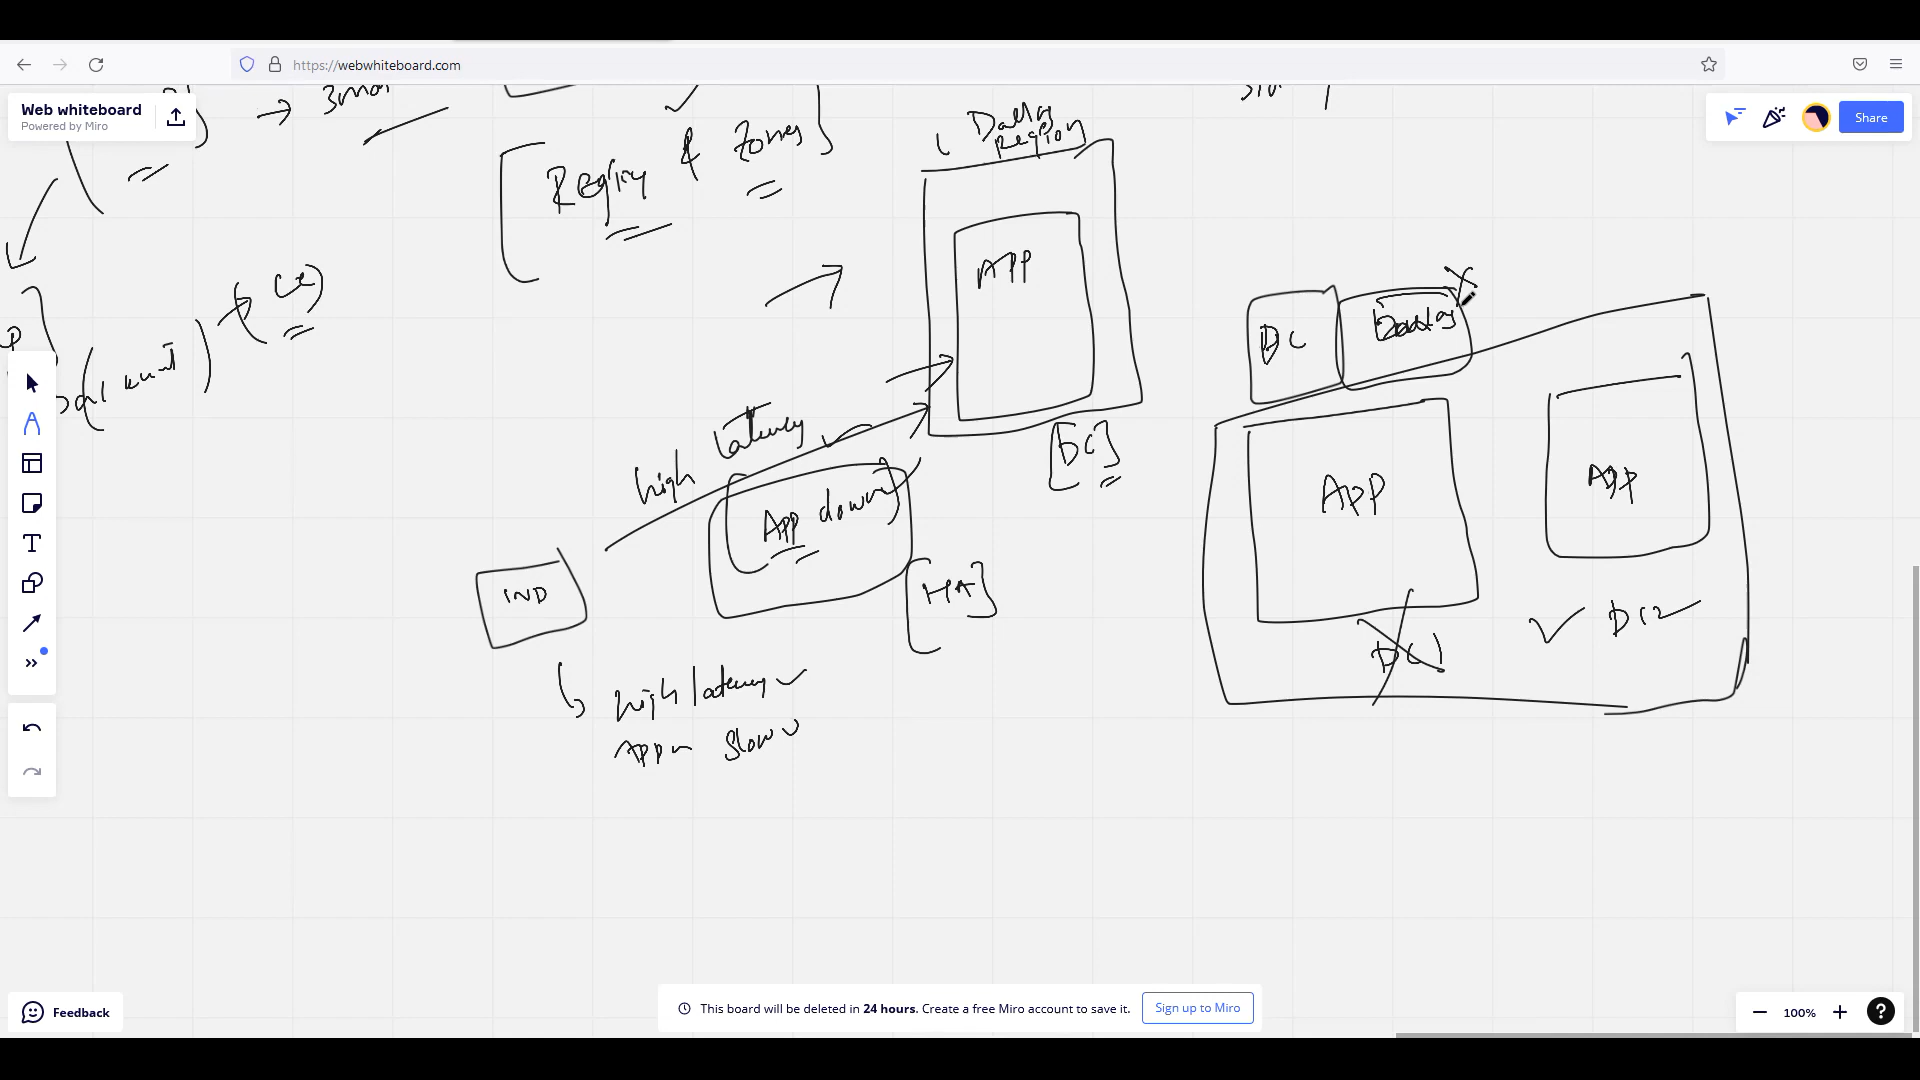 https://webwhiteboard.com
Web whiteboard
Powered by Miro
Share
→ 3mon
& Zones
Dallas
Region
APP
DC
Dallas
high latency
[DC]
App down
[HA]
IND
APP
APP
DC1
DC2
high latency
App slow
Feedback
This board will be deleted in 24 hours. Create a free Miro account to save it.
Sign up to Miro
100%